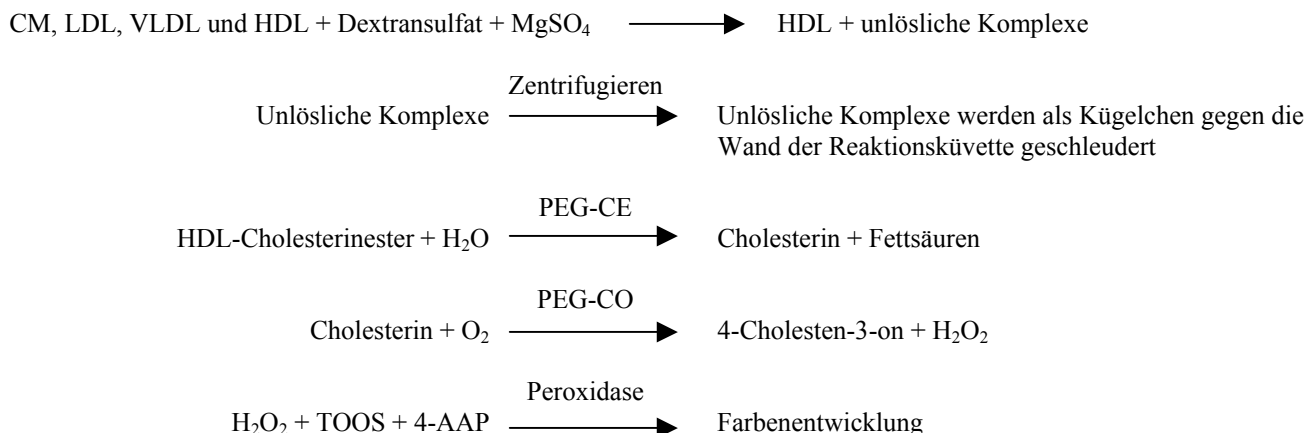 CM, LDL, VLDL und HDL + Dextransulfat + MgSO₄ → HDL + unlösliche Komplexe
Zentrifugieren
Unlösliche Komplexe → Unlösliche Komplexe werden als Kügelchen gegen die
Wand der Reaktionsküvette geschleudert
PEG-CE
HDL-Cholesterinester + H₂O → Cholesterin + Fettsäuren
PEG-CO
Cholesterin + O₂ → 4-Cholesten-3-on + H₂O₂
Peroxidase
H₂O₂ + TOOS + 4-AAP → Farbenentwicklung